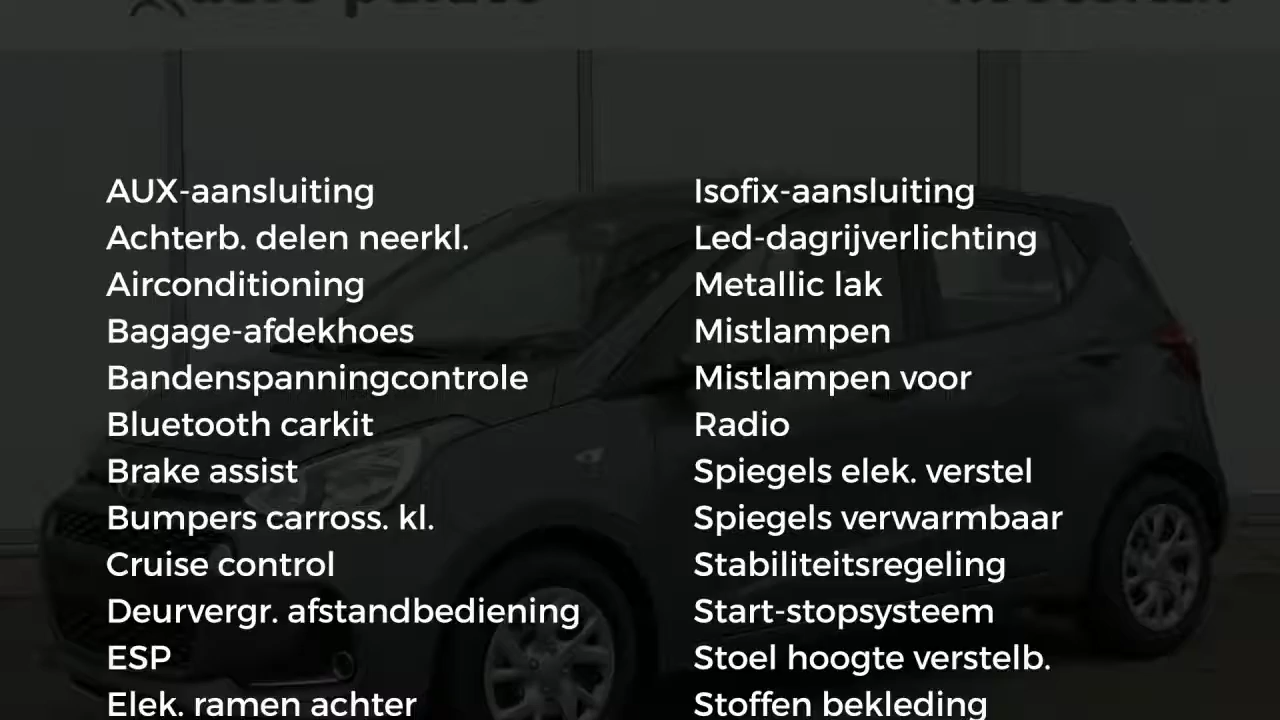 AUX-aansluiting
Achterb. delen neerkl.
Airconditioning
Bagage-afdekhoes
Bandenspanningcontrole
Bluetooth carkit
Brake assist
Bumpers carross. kl.
Cruise control
Deurvergr. afstandbediening
ESP
Elek. ramen achter
Isofix-aansluiting
Led-dagrijverlichting
Metallic lak
Mistlampen
Mistlampen voor
Radio
Spiegels elek. verstel
Spiegels verwarmbaar
Stabiliteitsregeling
Start-stopsysteem
Stoel hoogte verstelb.
Stoffen bekleding